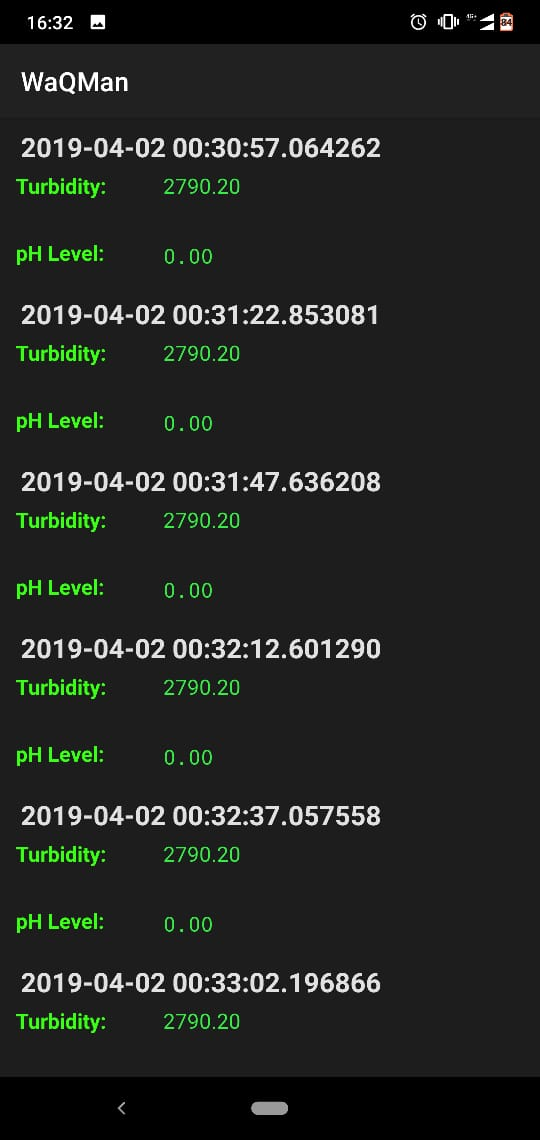 16:32
84
WaQMan
2019-04-02 00:30:57.064262
Turbidity: 2790.20
pH Level: 0.00
2019-04-02 00:31:22.853081
Turbidity: 2790.20
pH Level: 0.00
2019-04-02 00:31:47.636208
Turbidity: 2790.20
pH Level: 0.00
2019-04-02 00:32:12.601290
Turbidity: 2790.20
pH Level: 0.00
2019-04-02 00:32:37.057558
Turbidity: 2790.20
pH Level: 0.00
2019-04-02 00:33:02.196866
Turbidity: 2790.20